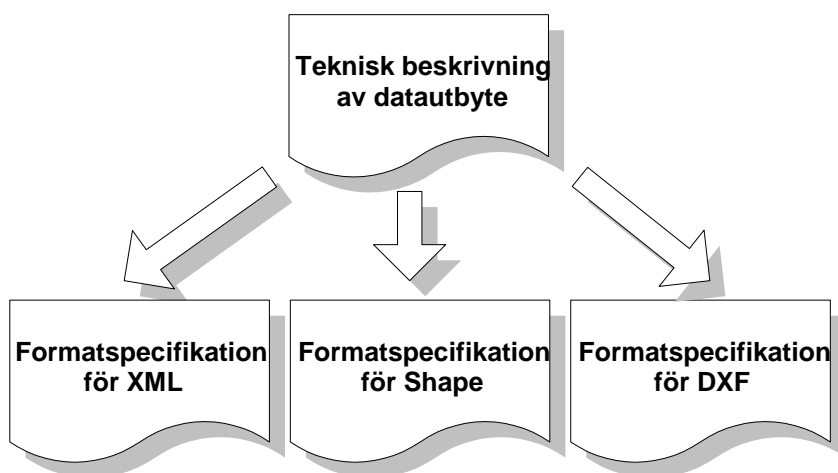 Teknisk beskrivning
av datautbyte
Formatspecifikation
för XML
Formatspecifikation
för Shape
Formatspecifikation
för DXF